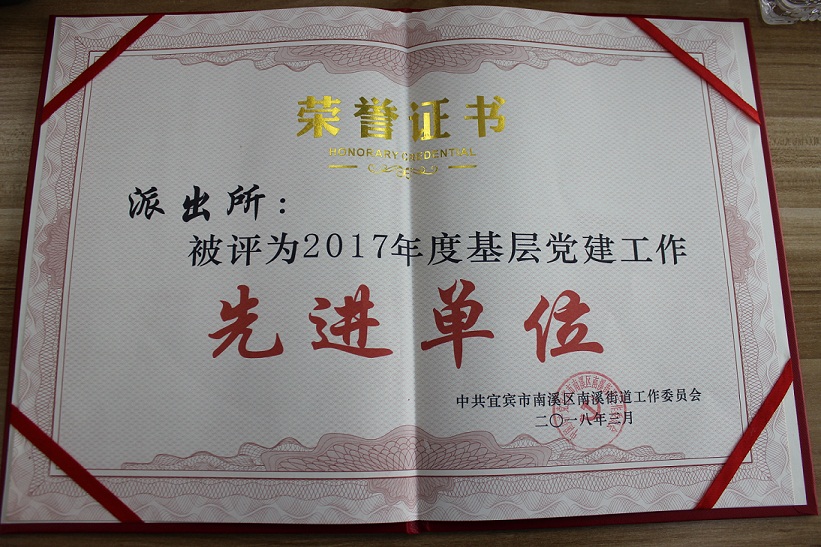 荣誉证书
HONORARY CREDENTIAL
派出所：
被评为2017年度基层党建工作
先进单位
中共宜宾市南溪区南溪街道工作委员会
二〇一八年三月